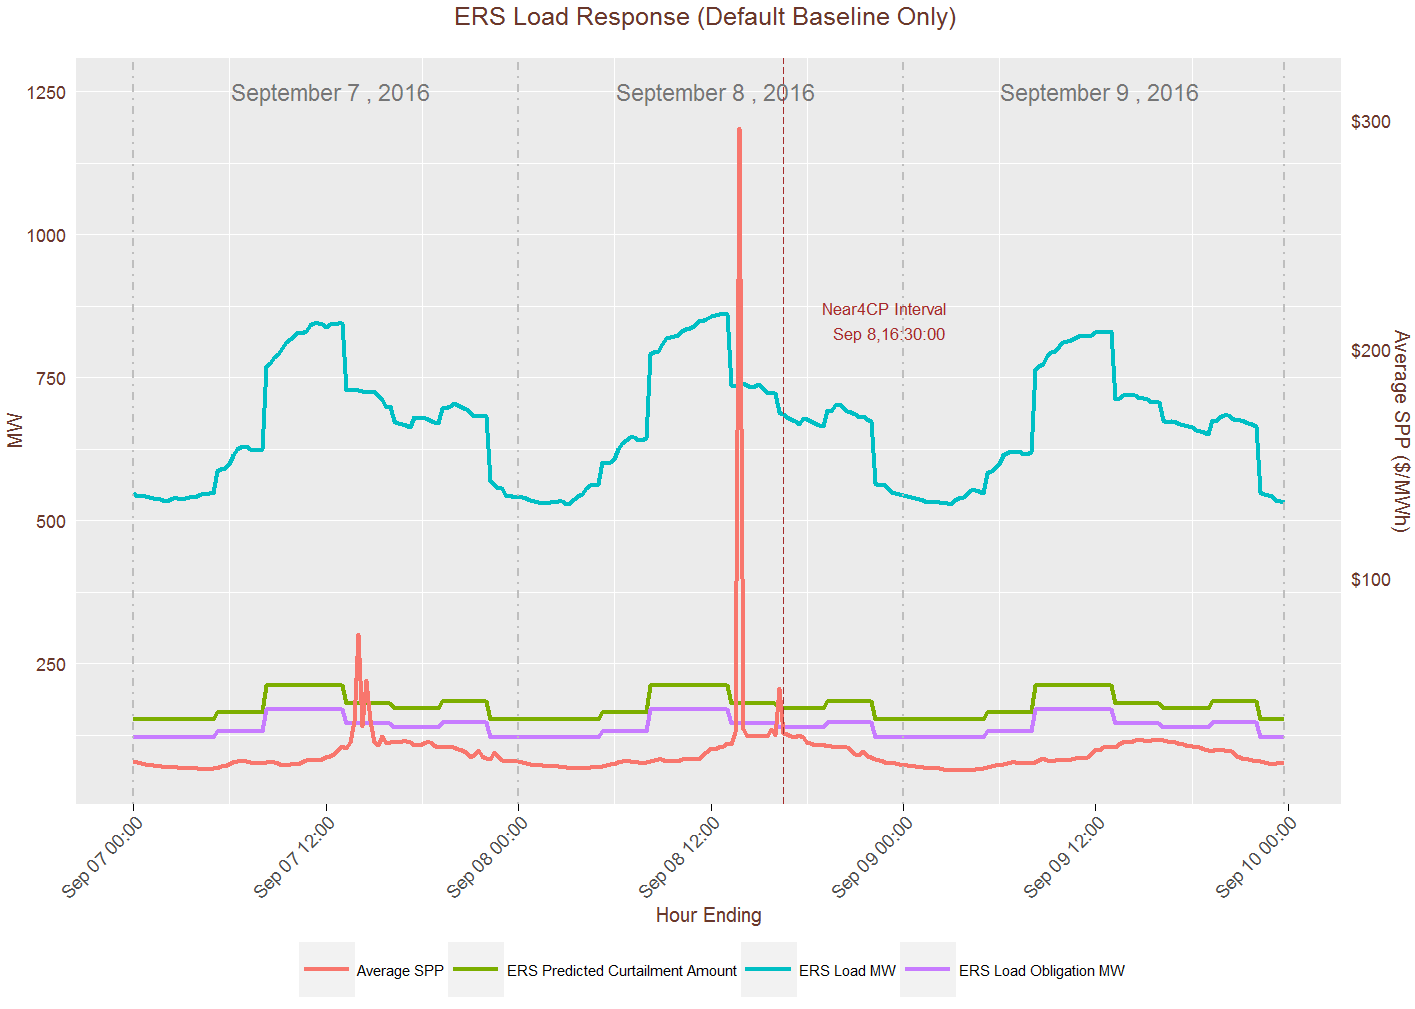 ERS Load Response (Default Baseline Only)
September 7 , 2016
September 8 , 2016
September 9 , 2016
Near4CP Interval
Sep 8,16:30:00
MW
1250
1000
750
500
250
$300
$200
$100
Average SPP ($/MWh)
Sep 07 00:00
Sep 07 12:00
Sep 08 00:00
Sep 08 12:00
Sep 09 00:00
Sep 09 12:00
Sep 10 00:00
Hour Ending
Average SPP
ERS Predicted Curtailment Amount
ERS Load MW
ERS Load Obligation MW